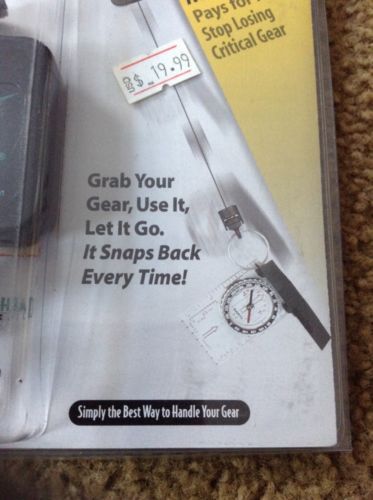 Pays for
Stop Losing
Critical Gear
$ 19.99
Grab Your
Gear, Use It,
Let It Go.
It Snaps Back
Every Time!
Simply the Best Way to Handle Your Gear